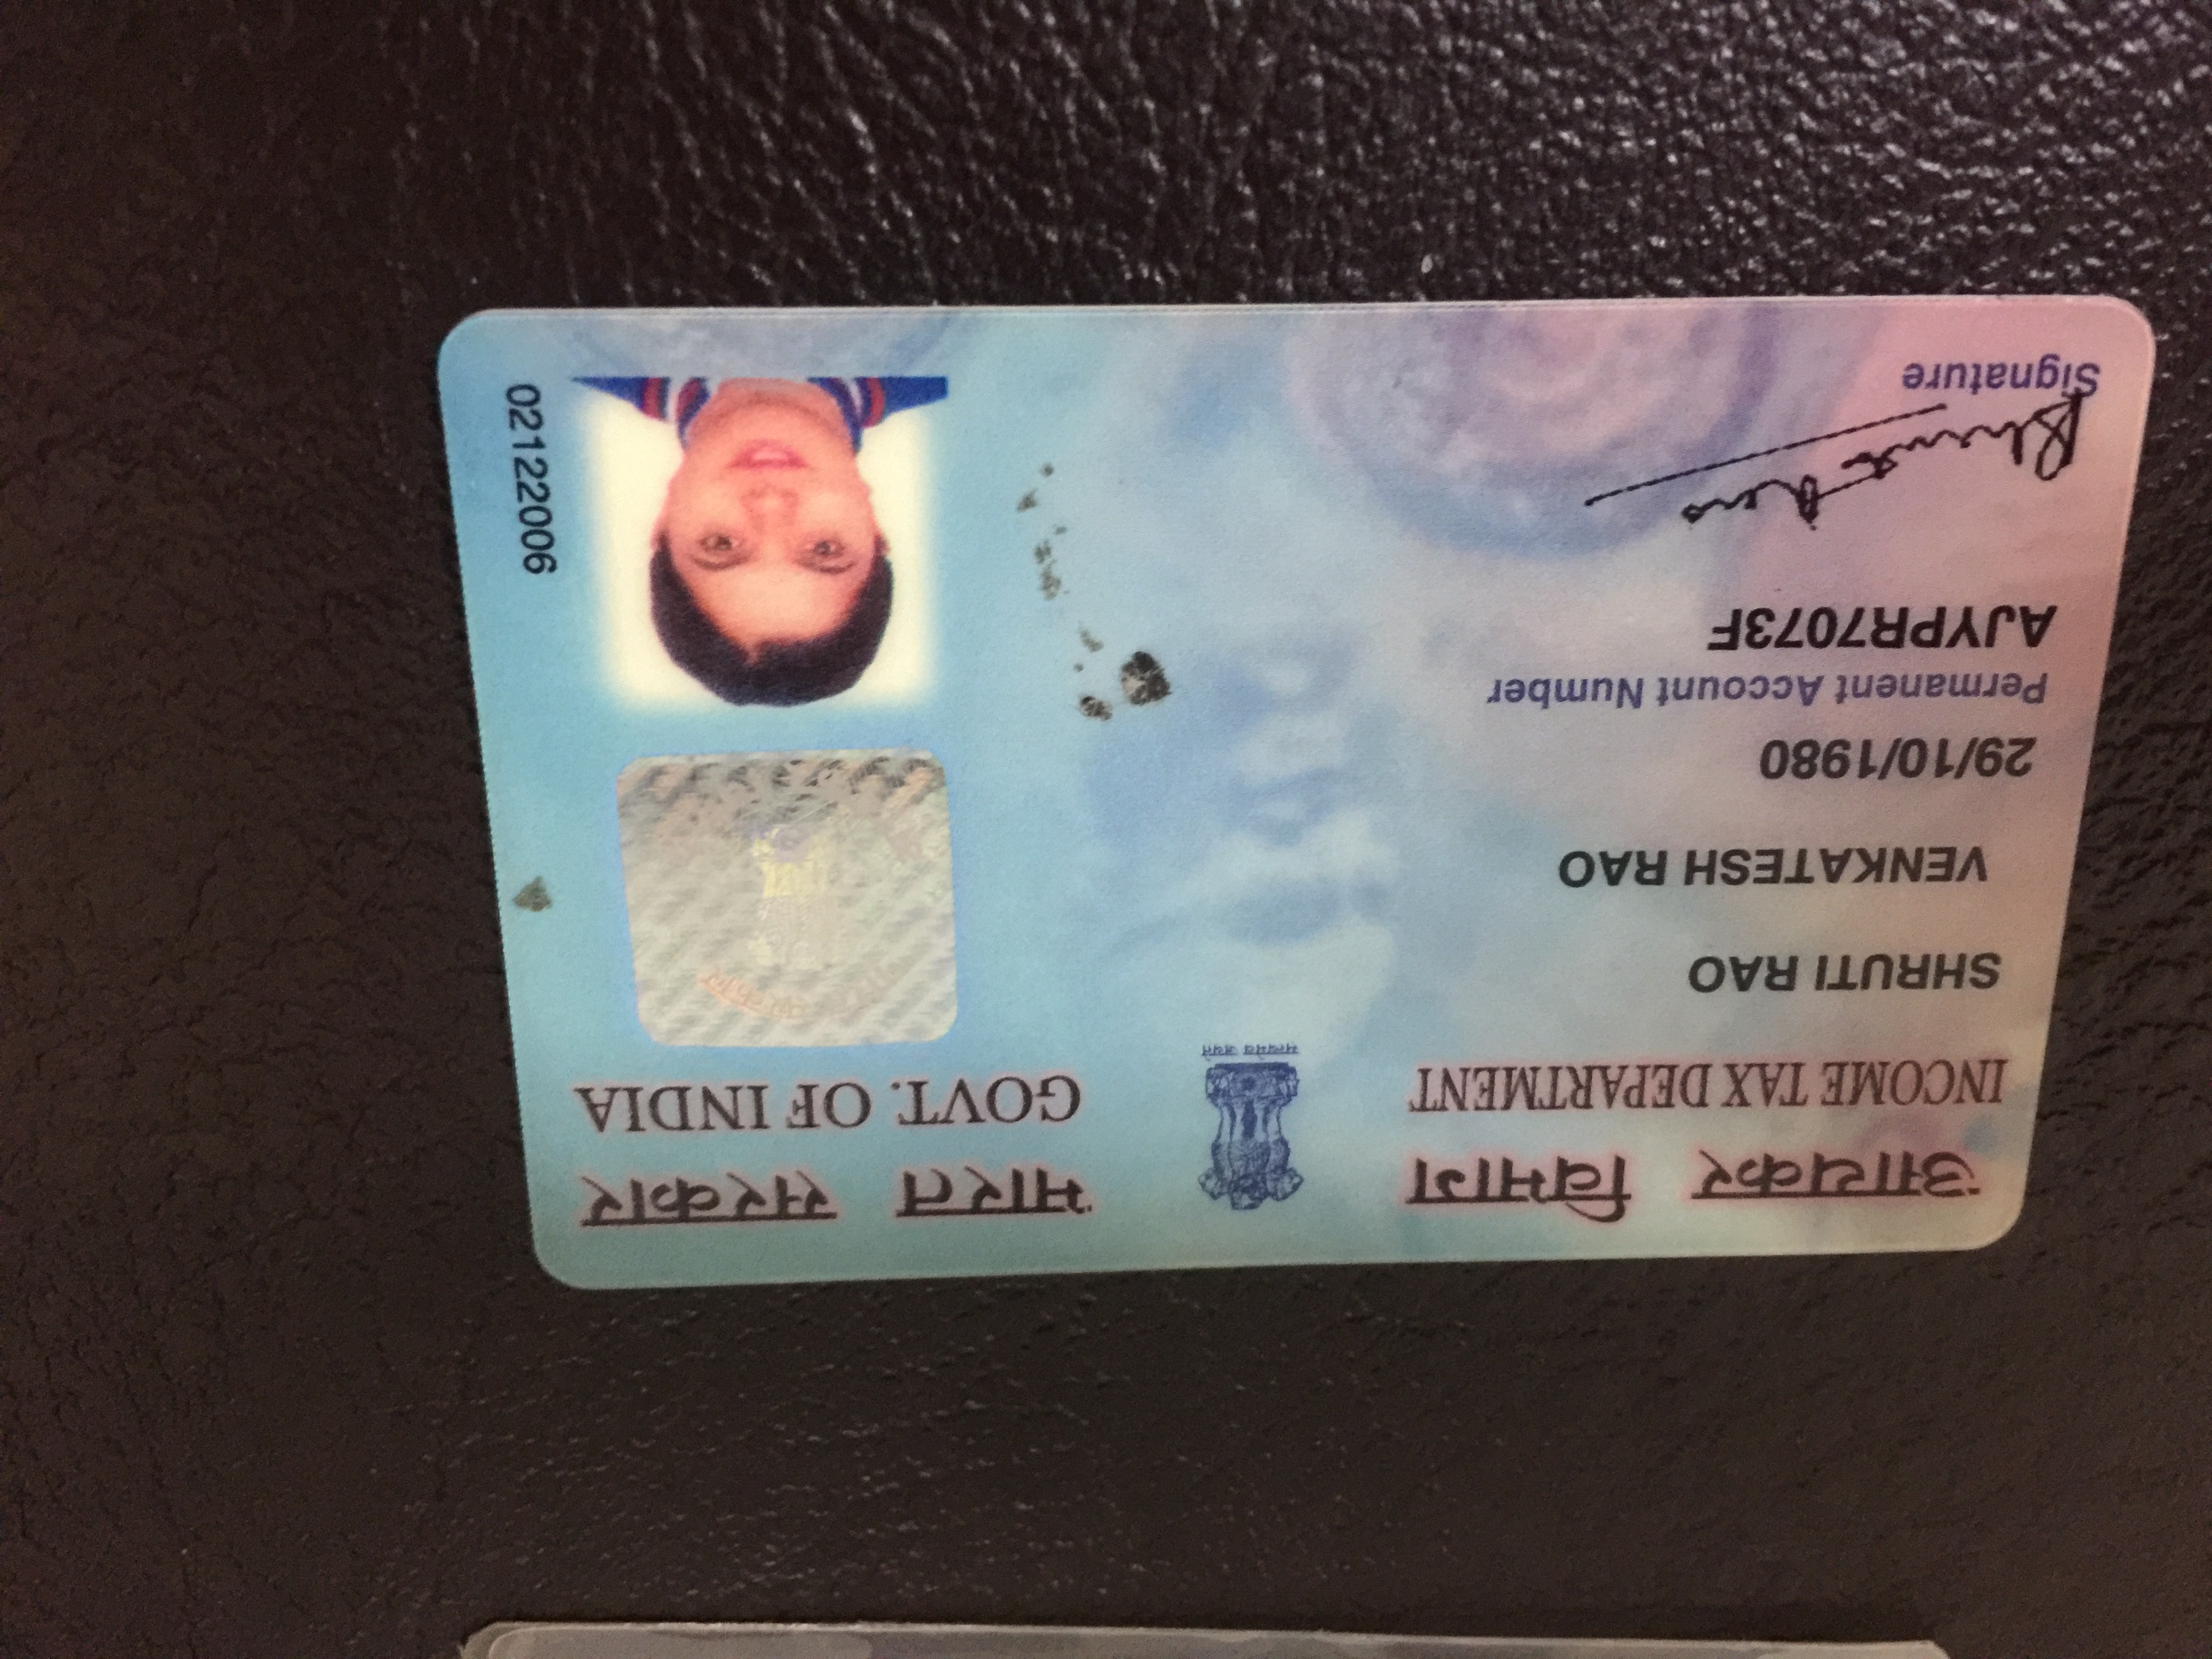 आयकर विभाग
INCOME TAX DEPARTMENT
सत्यमेव जयते
भारत सरकार
GOVT. OF INDIA
SHRUTI RAO
VENKATESH RAO
29/10/1980
Permanent Account Number
AJYPR7073F
Signature
02122006